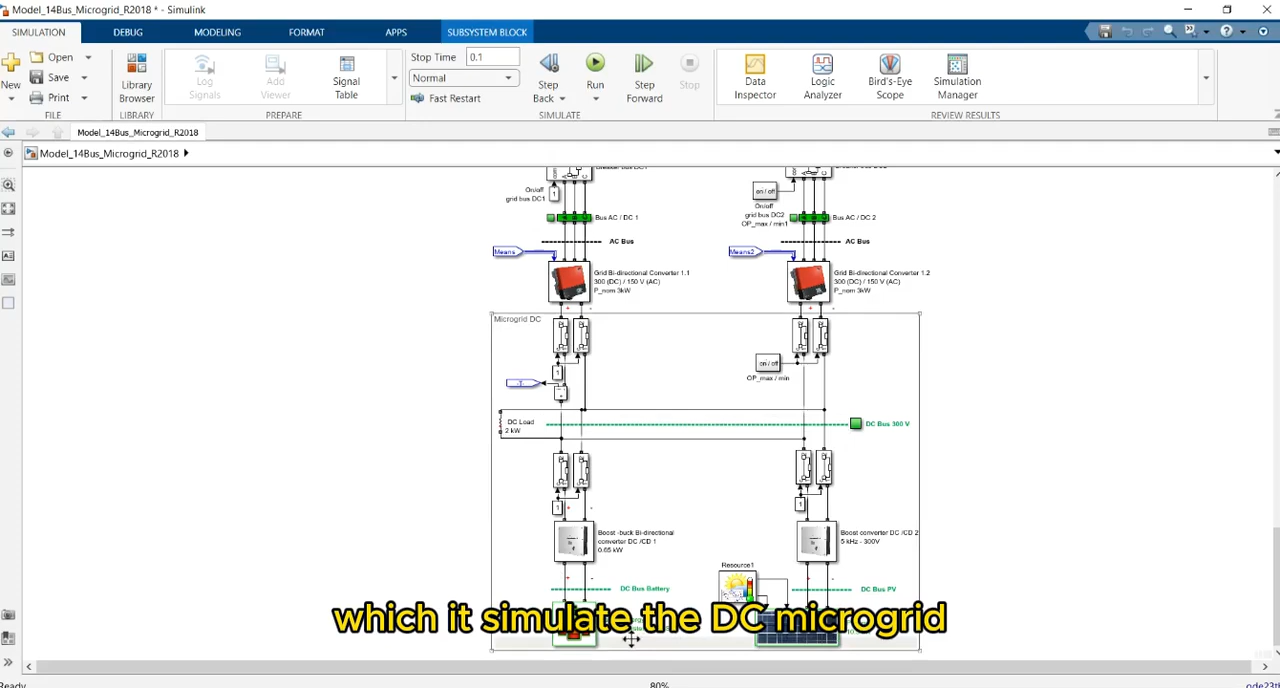 Model_14Bus_Microgrid_R2018 * - Simulink
SIMULATION DEBUG MODELING FORMAT APPS SUBSYSTEM BLOCK
New
Open
Save
Print
FILE
Library
Browser
LIBRARY
Log
Signals
Add
Viewer
Signal
Table
PREPARE
Stop Time 0.1
Normal
Fast Restart
Step
Back
Run
Step
Forward
Stop
SIMULATE
Data
Inspector
Logic
Analyzer
Bird's-Eye
Scope
Simulation
Manager
REVIEW RESULTS
Model_14Bus_Microgrid_R2018
Model_14Bus_Microgrid_R2018
On/off
grid bus DC1
1
on / off
On/off
grid bus DC2
OP_max / min1
Bus AC / DC 1
Bus AC / DC 2
AC Bus
AC Bus
Means
Means2
Grid Bi-directional Converter 1.1
300 (DC) / 150 V (AC)
P_nom 3kW
Grid Bi-directional Converter 1.2
300 (DC) / 150 V (AC)
P_nom 3kW
Microgrid DC
1
on / off
OP_max / min
DC Load
2 kW
DC Bus 300 V
1
1
Boost -buck Bi-directional
converter DC /CD 1
0.65 kW
Boost converter DC /CD 2
5 kHz - 300V
Resource1
DC Bus Battery
DC Bus PV
which it simulate the DC microgrid
Ready
80%